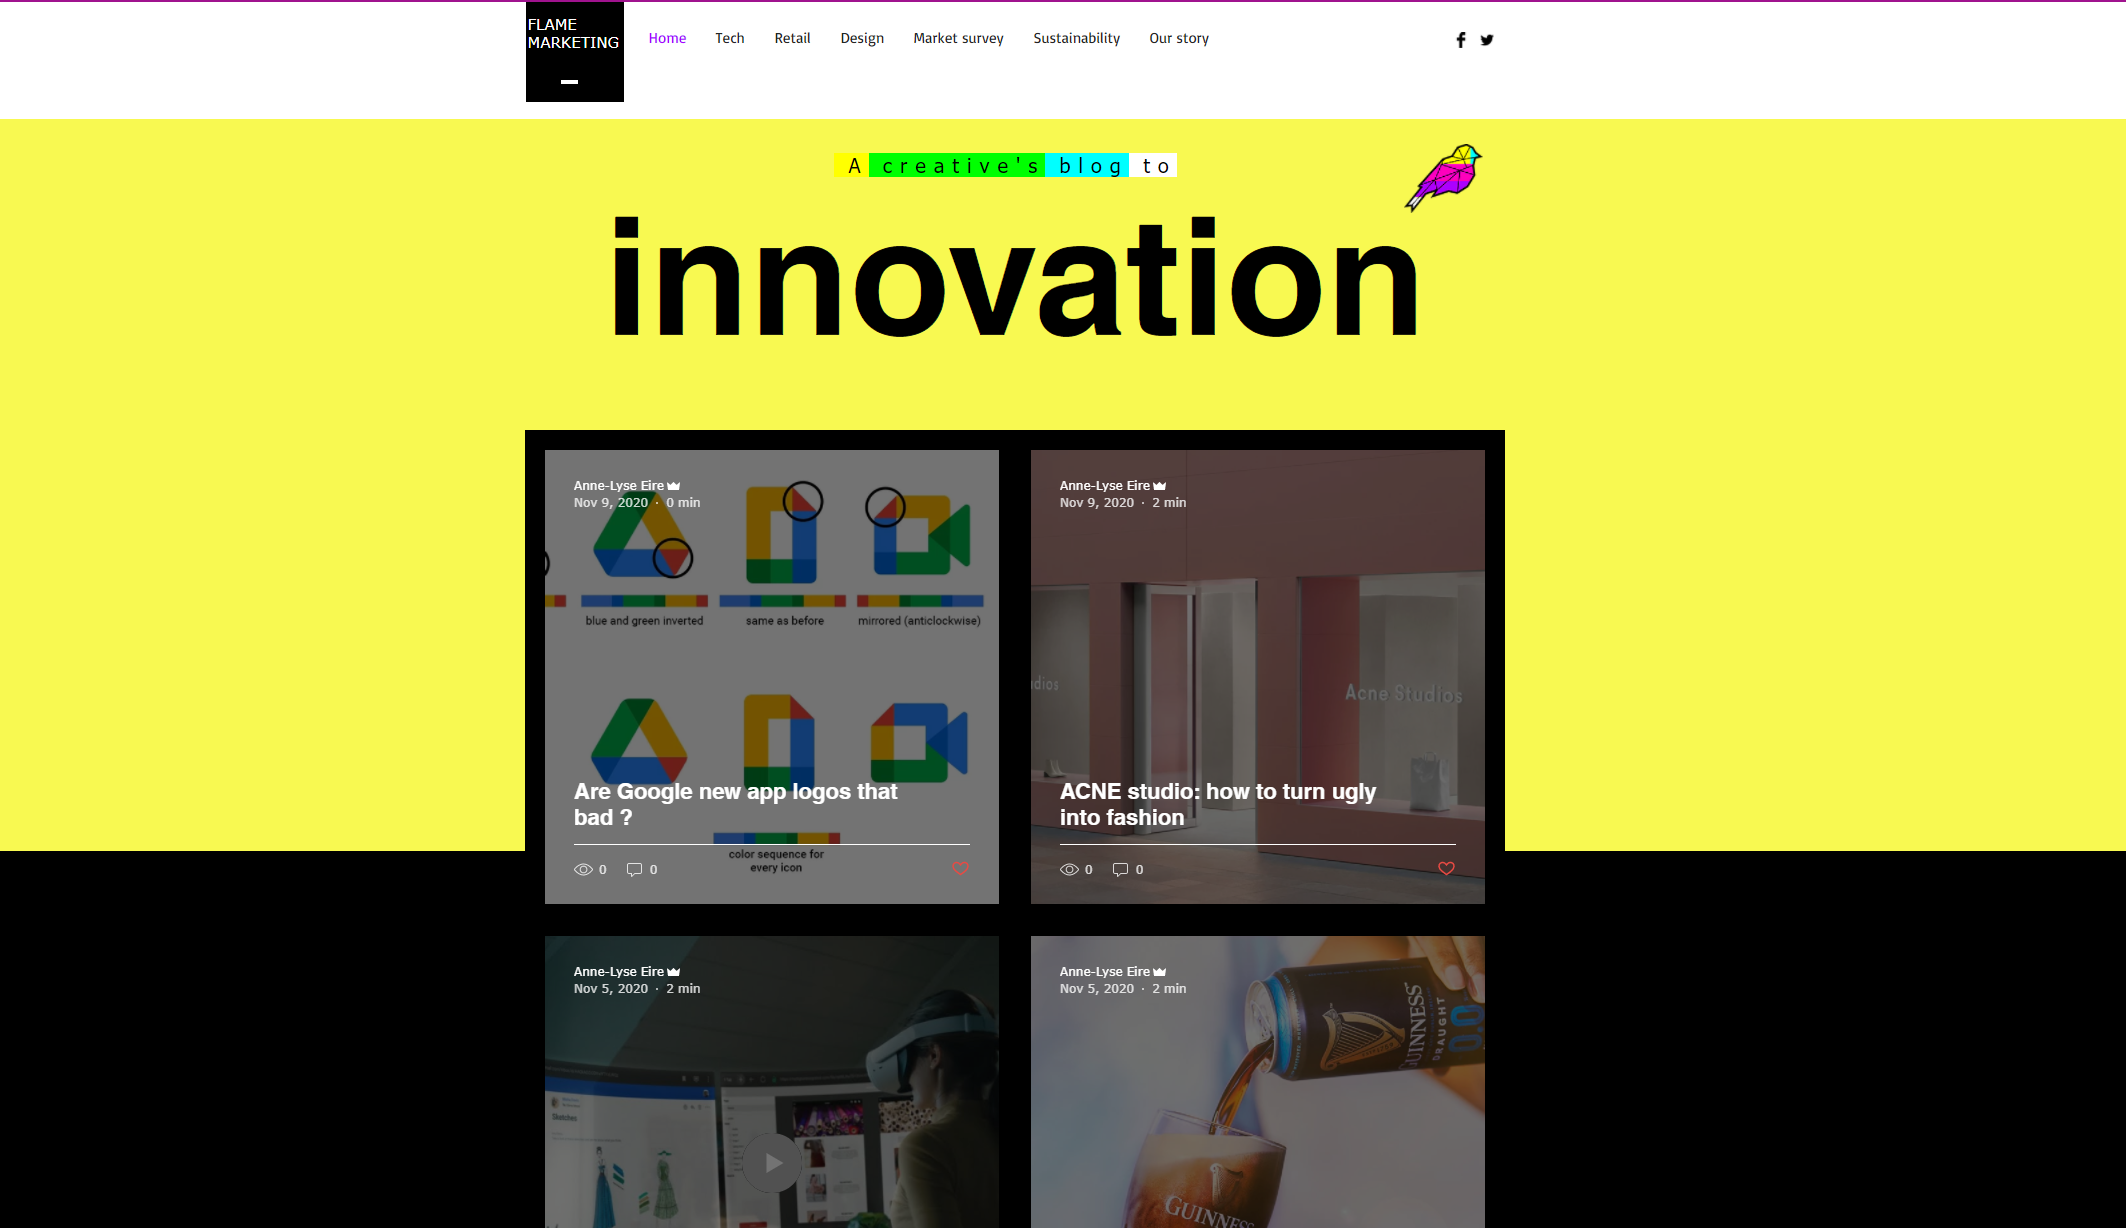 FLAME
MARKETING
Home Tech Retail Design Market survey Sustainability Our story
A creative's blog to
innovation
Anne-Lyse Eire
Nov 9, 2020 · 0 min
blue and green inverted same as before mirrored (anticlockwise)
Are Google new app logos that
bad ?
color sequence for
every icon
0 0
Anne-Lyse Eire
Nov 9, 2020 · 2 min
dios
Acne Studios
ACNE studio: how to turn ugly
into fashion
0 0
Anne-Lyse Eire
Nov 5, 2020 · 2 min
Sketches
Anne-Lyse Eire
Nov 5, 2020 · 2 min
GUINNESS
DRAUGHT
0.0
GUINNESS